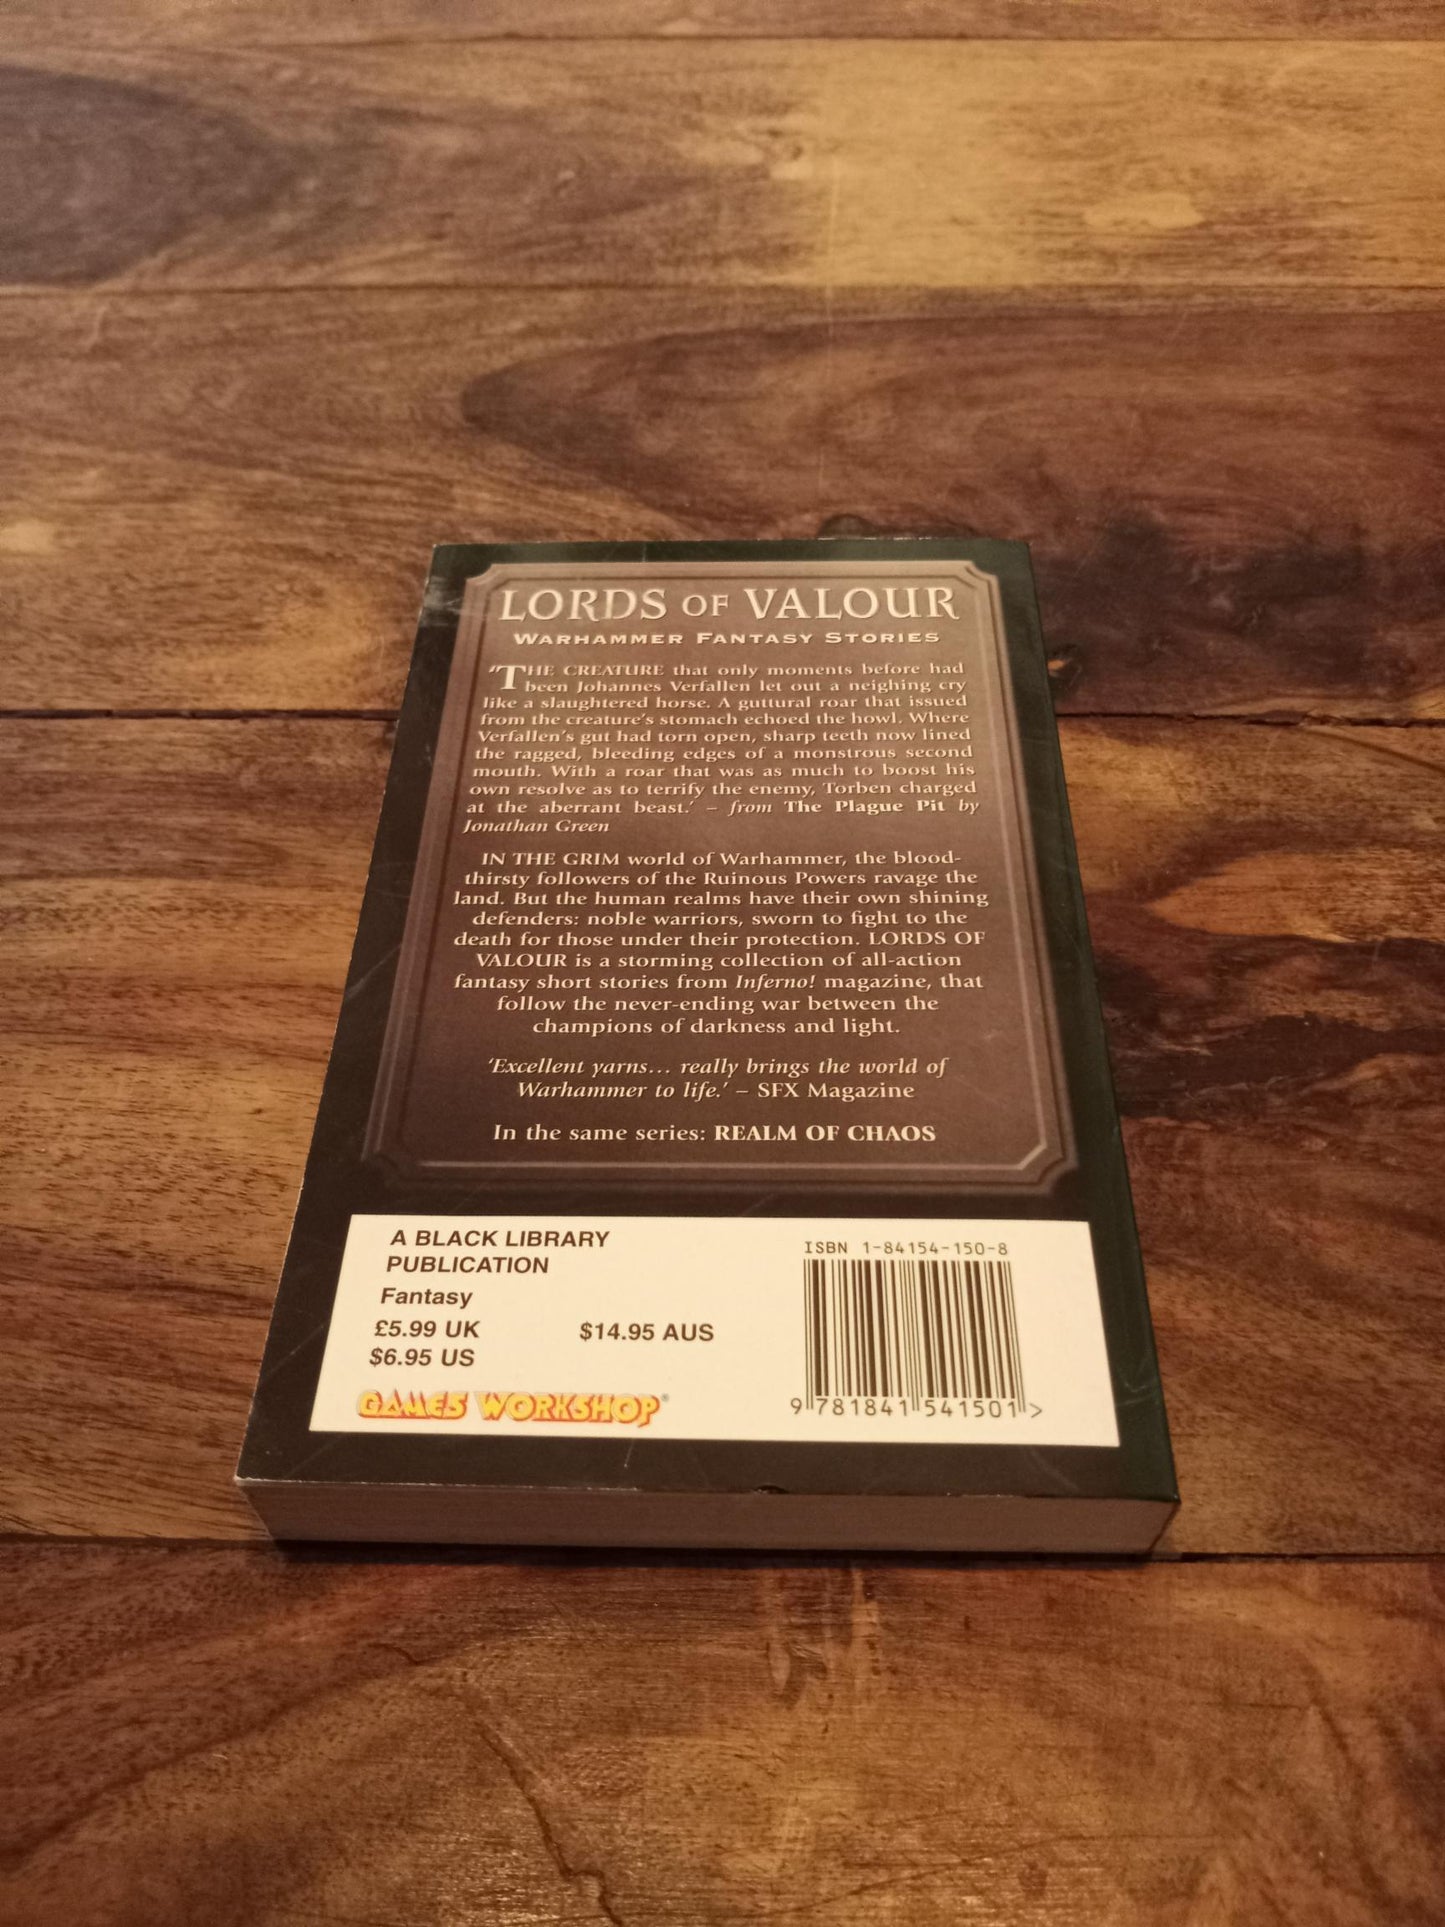 LORDS OF VALOUR
WARHAMMER FANTASY STORIES
'THE CREATURE that only moments before had
been Johannes Verfallen let out a neighing cry
like a slaughtered horse. A guttural roar that issued
from the creature's stomach echoed the howl. Where
Verfallen's gut had torn open, sharp teeth now lined
the ragged, bleeding edges of a monstrous second
mouth. With a roar that was as much to boost his
own resolve as to terrify the enemy, Torben charged
at the aberrant beast.' – from The Plague Pit by
Jonathan Green
IN THE GRIM world of Warhammer, the blood-
thirsty followers of the Ruinous Powers ravage the
land. But the human realms have their own shining
defenders: noble warriors, sworn to fight to the
death for those under their protection. LORDS OF
VALOUR is a storming collection of all-action
fantasy short stories from Inferno! magazine, that
follow the never-ending war between the
champions of darkness and light.
'Excellent yarns... really brings the world of
Warhammer to life.' – SFX Magazine
In the same series: REALM OF CHAOS
A BLACK LIBRARY
PUBLICATION
Fantasy
£5.99 UK $14.95 AUS
$6.95 US
GAMES WORKSHOP®
ISBN 1-84154-150-8
9 781841 541501 >